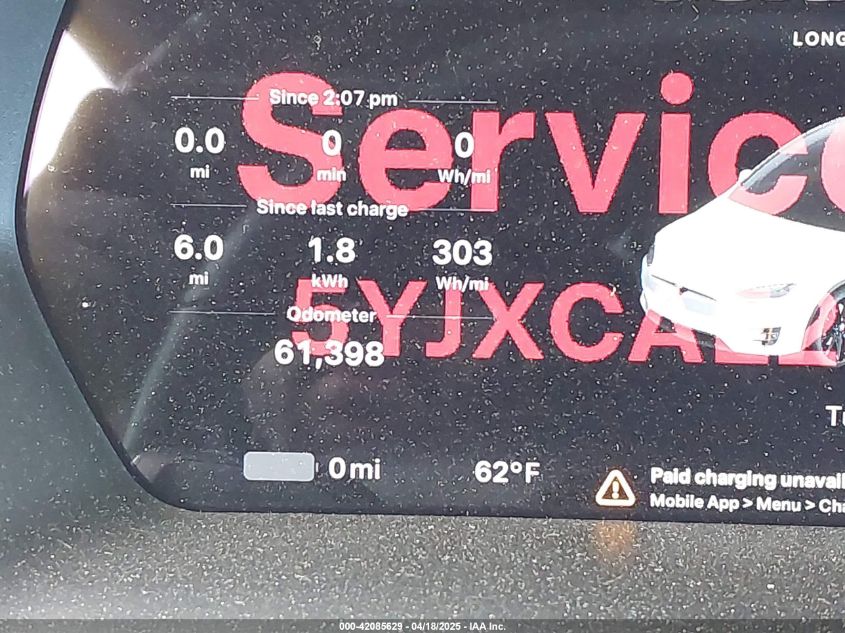 LONG
Service
Since 2:07 pm
0.0 0 0
mi min Wh/mi
Since last charge
6.0 1.8 303
mi kWh Wh/mi
5YJXCA
Odometer
61,398
0 mi 62°F
Paid charging unavail
Mobile App > Menu > Cha
000-42085629 - 04/18/2025 - IAA Inc.